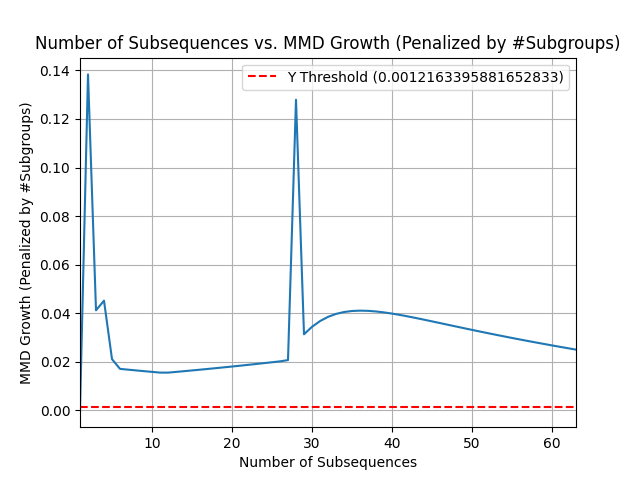 Number of Subsequences vs. MMD Growth (Penalized by #Subgroups)
Y Threshold (0.0012163395881652833)
MMD Growth (Penalized by #Subgroups)
0.14
0.12
0.10
0.08
0.06
0.04
0.02
0.00
10 20 30 40 50 60
Number of Subsequences